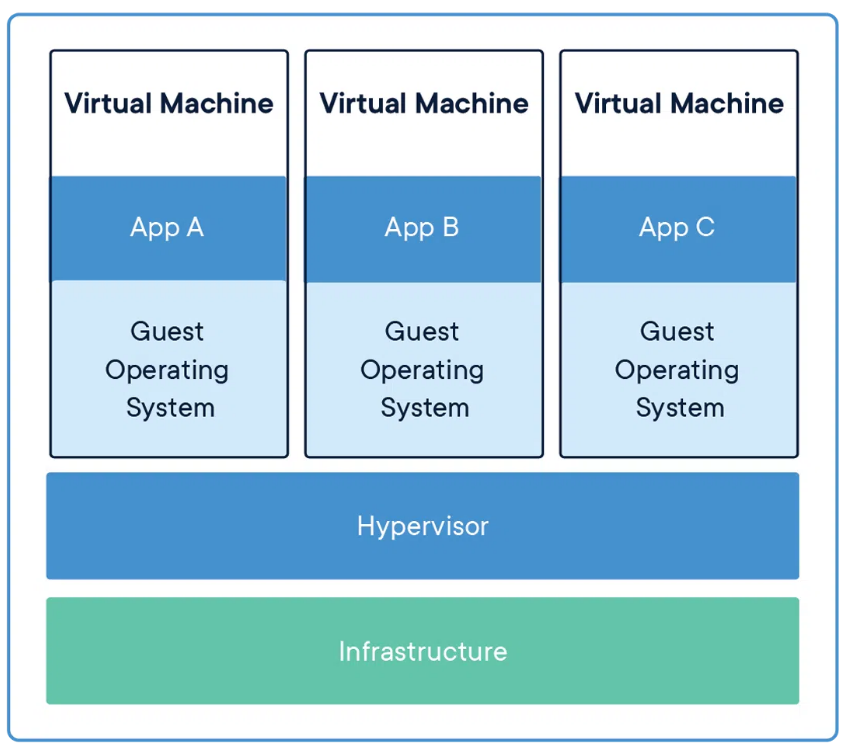 Virtual Machine
App A
Guest
Operating
System
Virtual Machine
App B
Guest
Operating
System
Virtual Machine
App C
Guest
Operating
System
Hypervisor
Infrastructure